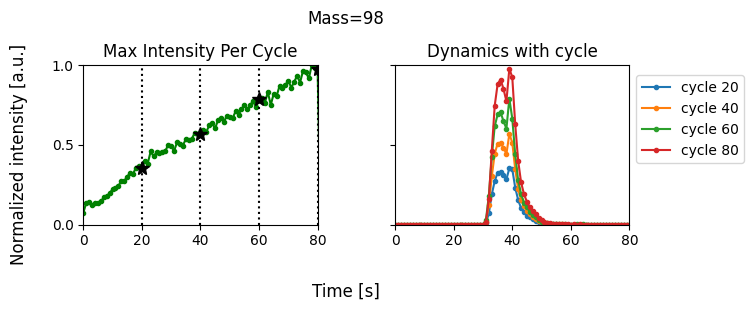 Mass=98
Max Intensity Per Cycle
Dynamics with cycle
Normalized intensity [a.u.]
1.0
0.5
0.0
0 20 40 60 80
0 20 40 60 80
cycle 20
cycle 40
cycle 60
cycle 80
Time [s]